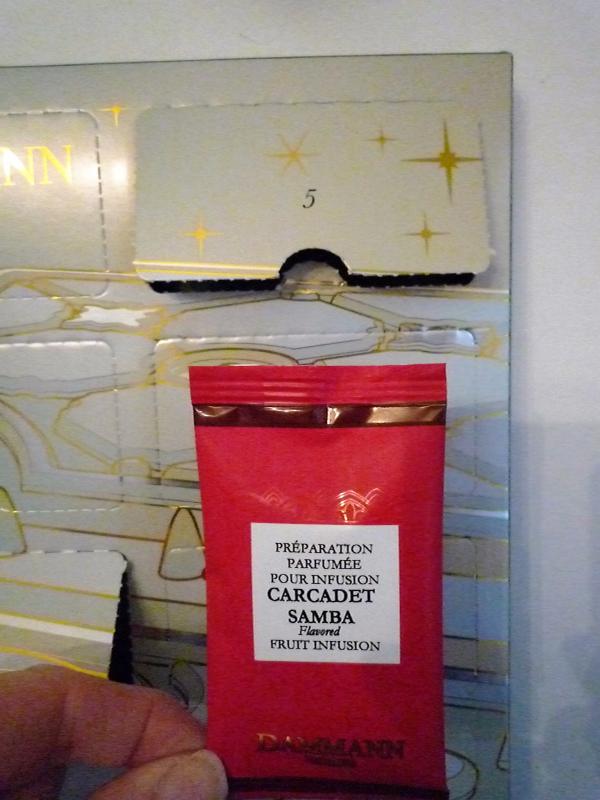 NN
5
PRÉPARATION
PARFUMÉE
POUR INFUSION
CARCADET
SAMBA
Flavored
FRUIT INFUSION
DAMMANN